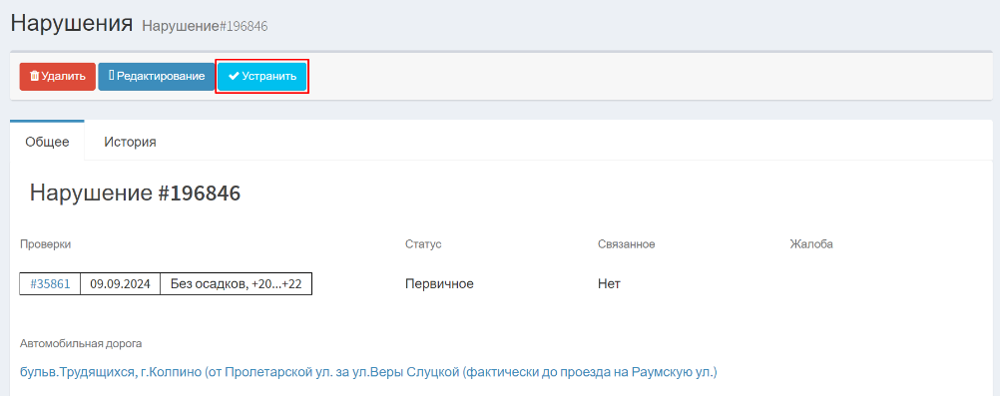 Нарушения Нарушение#196846
Удалить Редактирование Устранить
Общее История
Нарушение #196846
Проверки Статус Связанное Жалоба
#35861 09.09.2024 Без осадков, +20...+22 Первичное Нет
Автомобильная дорога
бульв.Трудящихся, г.Колпино (от Пролетарской ул. за ул.Веры Слуцкой (фактически до проезда на Раумскую ул.)